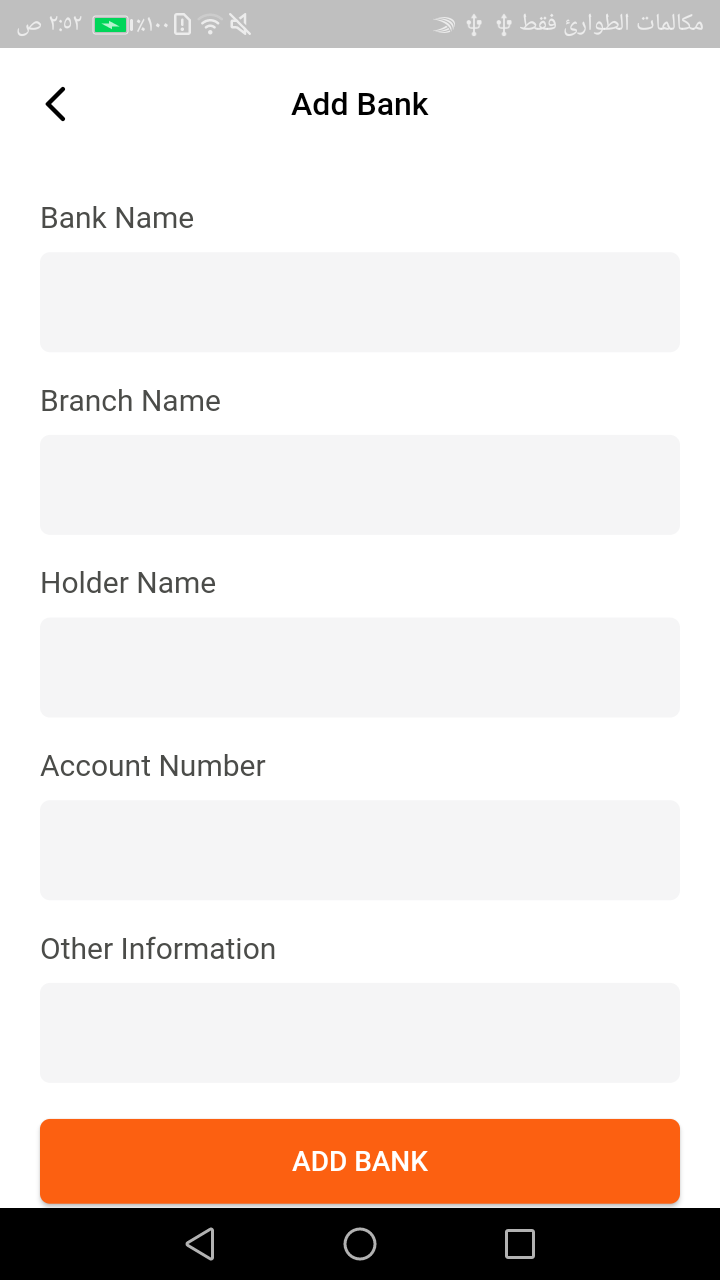 مكالمات الطوارئ فقط
٪١٠٠ ٢:٥٢ ص
Add Bank
Bank Name
Branch Name
Holder Name
Account Number
Other Information
ADD BANK